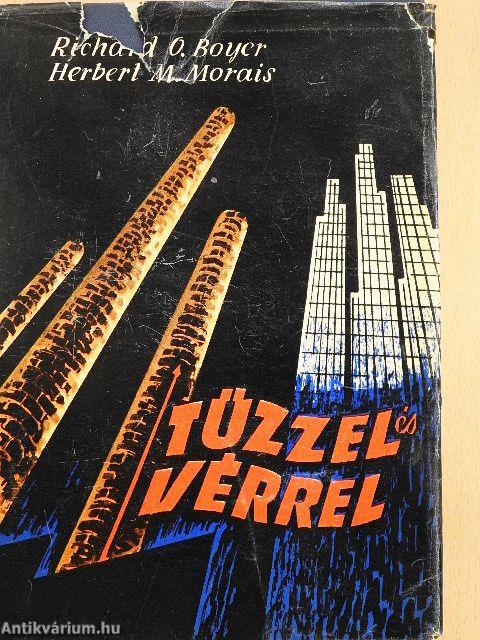 Richard O. Boyer
Herbert M. Morais
TŰZZEL és
VÉRREL
Antikvárium.hu